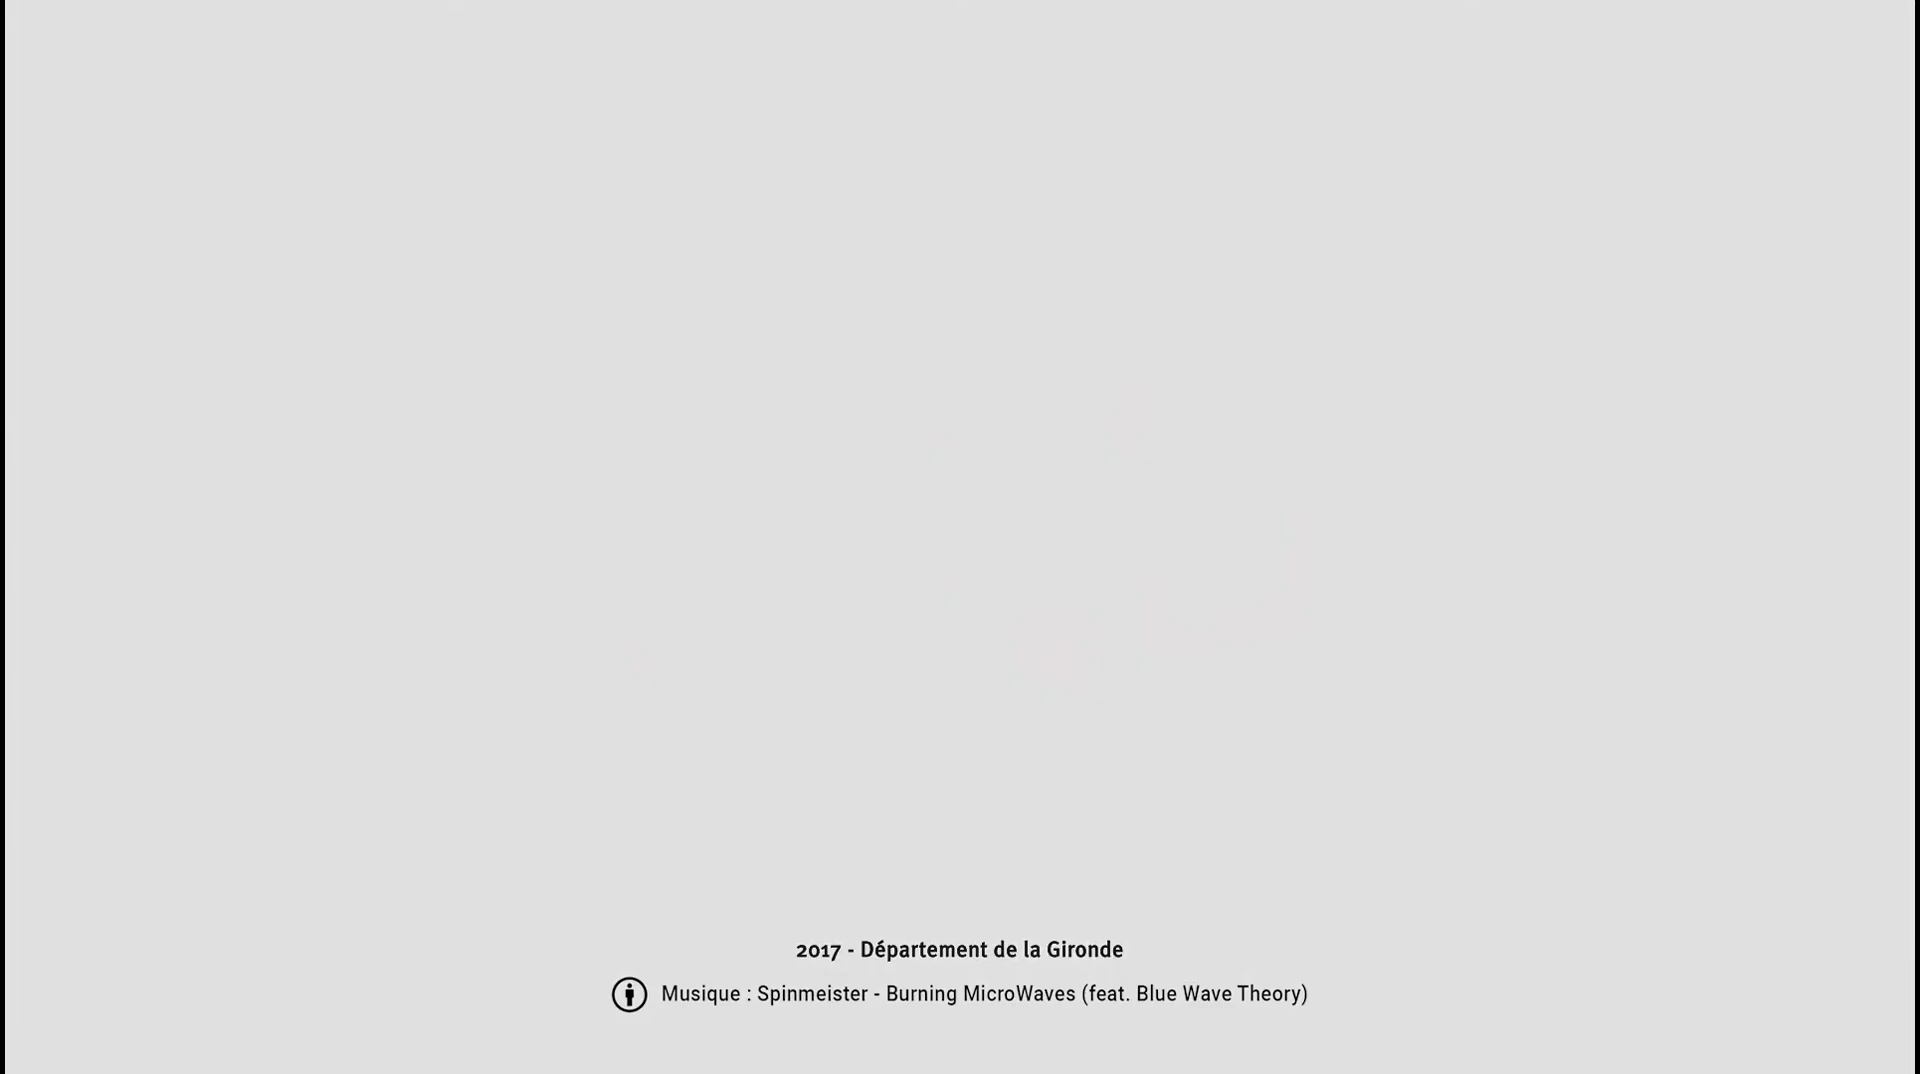 2017 - Département de la Gironde
Musique : Spinmeister - Burning MicroWaves (feat. Blue Wave Theory)